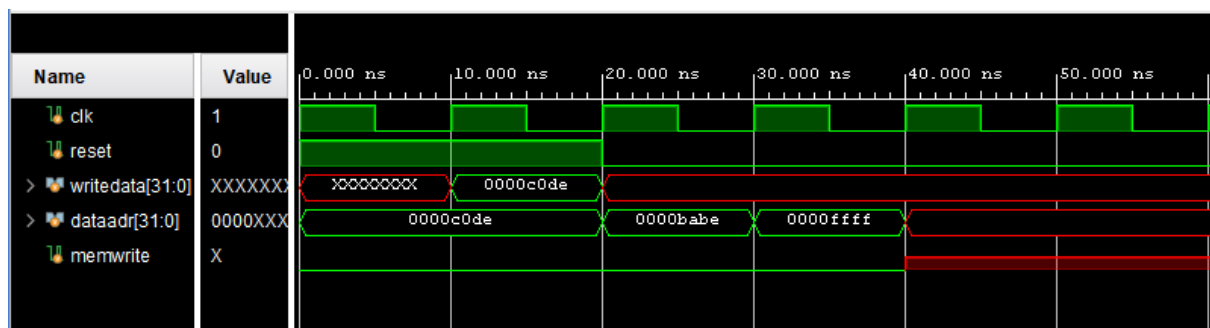 Name Value 0.000 ns 10.000 ns 20.000 ns 30.000 ns 40.000 ns 50.000 ns
clk 1
reset 0
writedata[31:0] XXXXXXX XXXXXXXX 0000c0de
dataadr[31:0] 0000XXX 0000c0de 0000babe 0000ffff
memwrite X